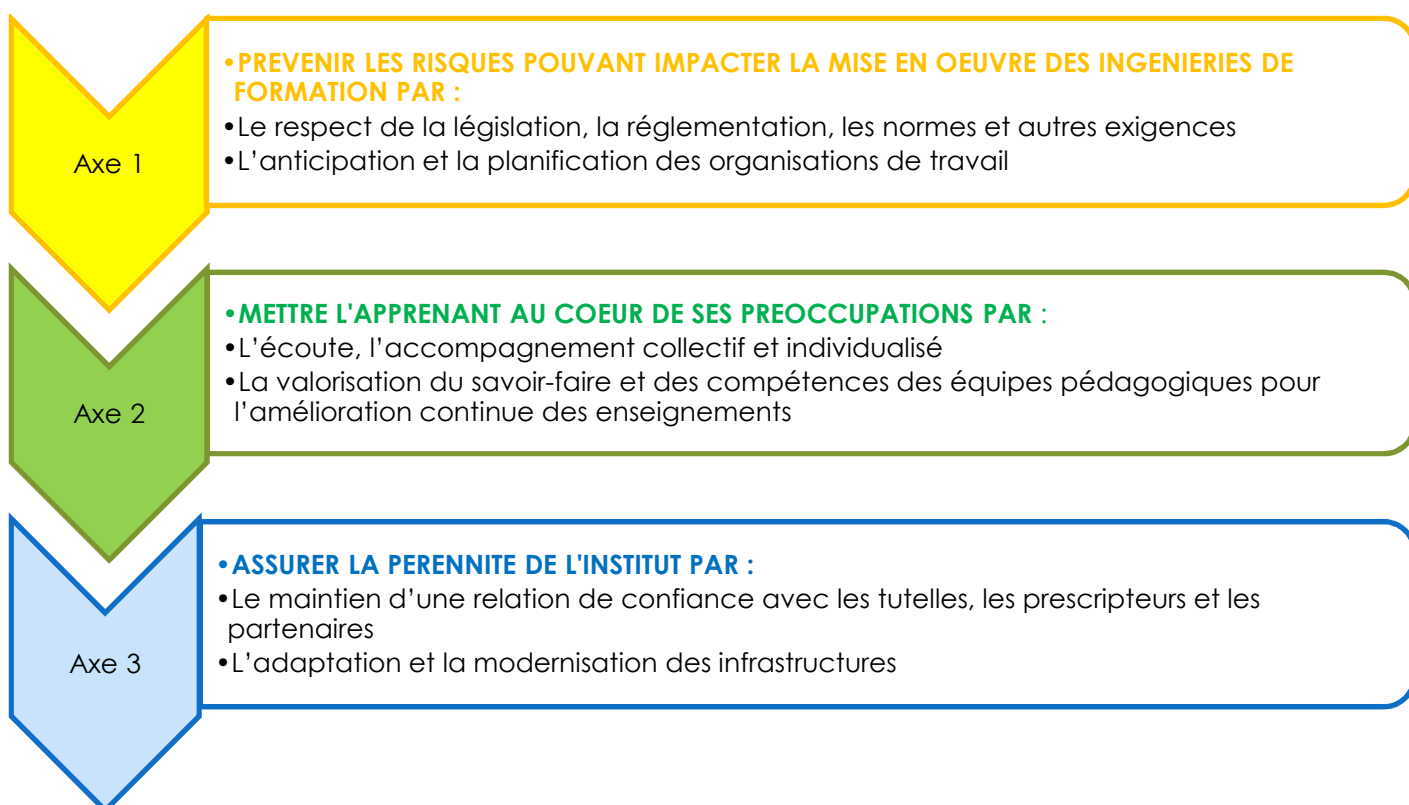 Axe 1
•PREVENIR LES RISQUES POUVANT IMPACTER LA MISE EN OEUVRE DES INGENIERIES DE
FORMATION PAR :
•Le respect de la législation, la réglementation, les normes et autres exigences
•L’anticipation et la planification des organisations de travail
Axe 2
•METTRE L'APPRENANT AU COEUR DE SES PREOCCUPATIONS PAR :
•L’écoute, l’accompagnement collectif et individualisé
•La valorisation du savoir-faire et des compétences des équipes pédagogiques pour
l’amélioration continue des enseignements
Axe 3
•ASSURER LA PERENNITE DE L'INSTITUT PAR :
•Le maintien d’une relation de confiance avec les tutelles, les prescripteurs et les
partenaires
•L’adaptation et la modernisation des infrastructures